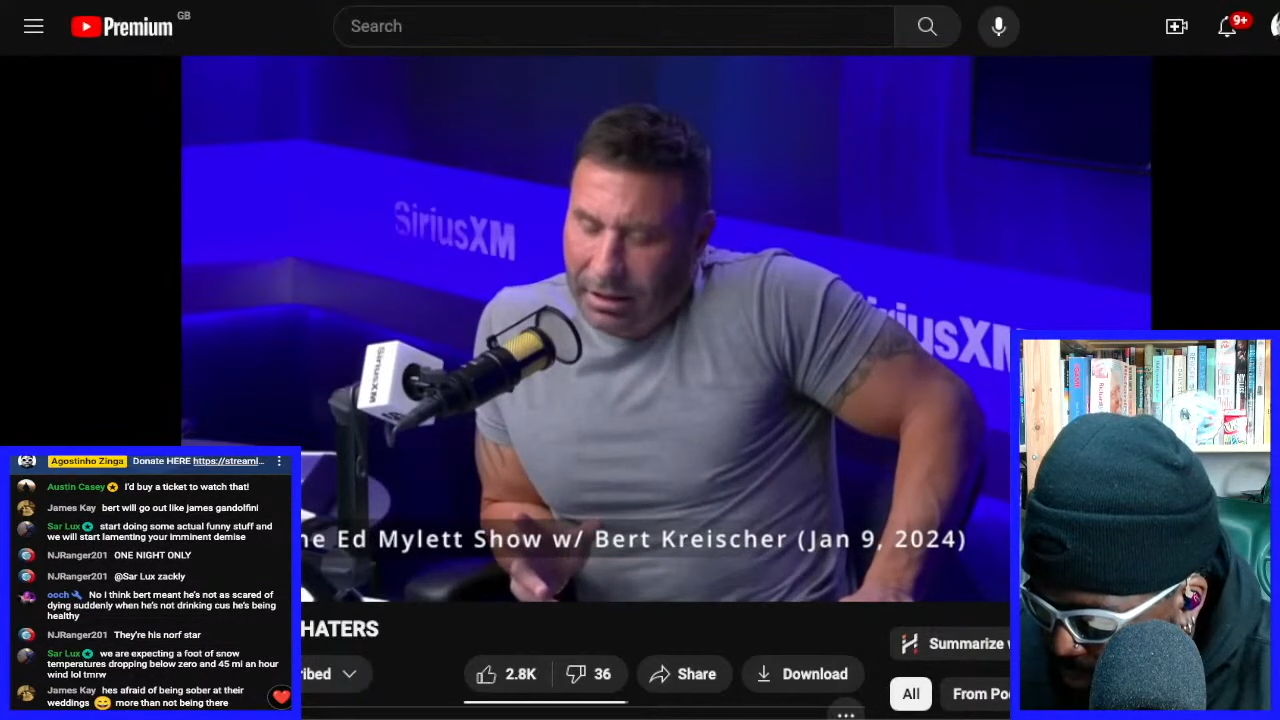 Premium GB
Search
9+
SiriusXM
SiriusXM
SiriusXM
he Ed Mylett Show w/ Bert Kreischer (Jan 9, 2024)
HATERS
ribed
2.8K
36
Share
Download
Summarize
All
From Po
Agostinho Zinga Donate HERE https://streaml...
Austin Casey I'd buy a ticket to watch that!
James Kay bert will go out like james gandolfini
Sar Lux start doing some actual funny stuff and
we will start lamenting your imminent demise
NJRanger201 ONE NIGHT ONLY
NJRanger201 @Sar Lux zackly
ooch No I think bert meant he's not as scared of
dying suddenly when he's not drinking cus he's being
healthy
NJRanger201 They're his norf star
Sar Lux we are expecting a foot of snow
temperatures dropping below zero and 45 mi an hour
wind lol tmrw
James Kay hes afraid of being sober at their
weddings 😄 more than not being there